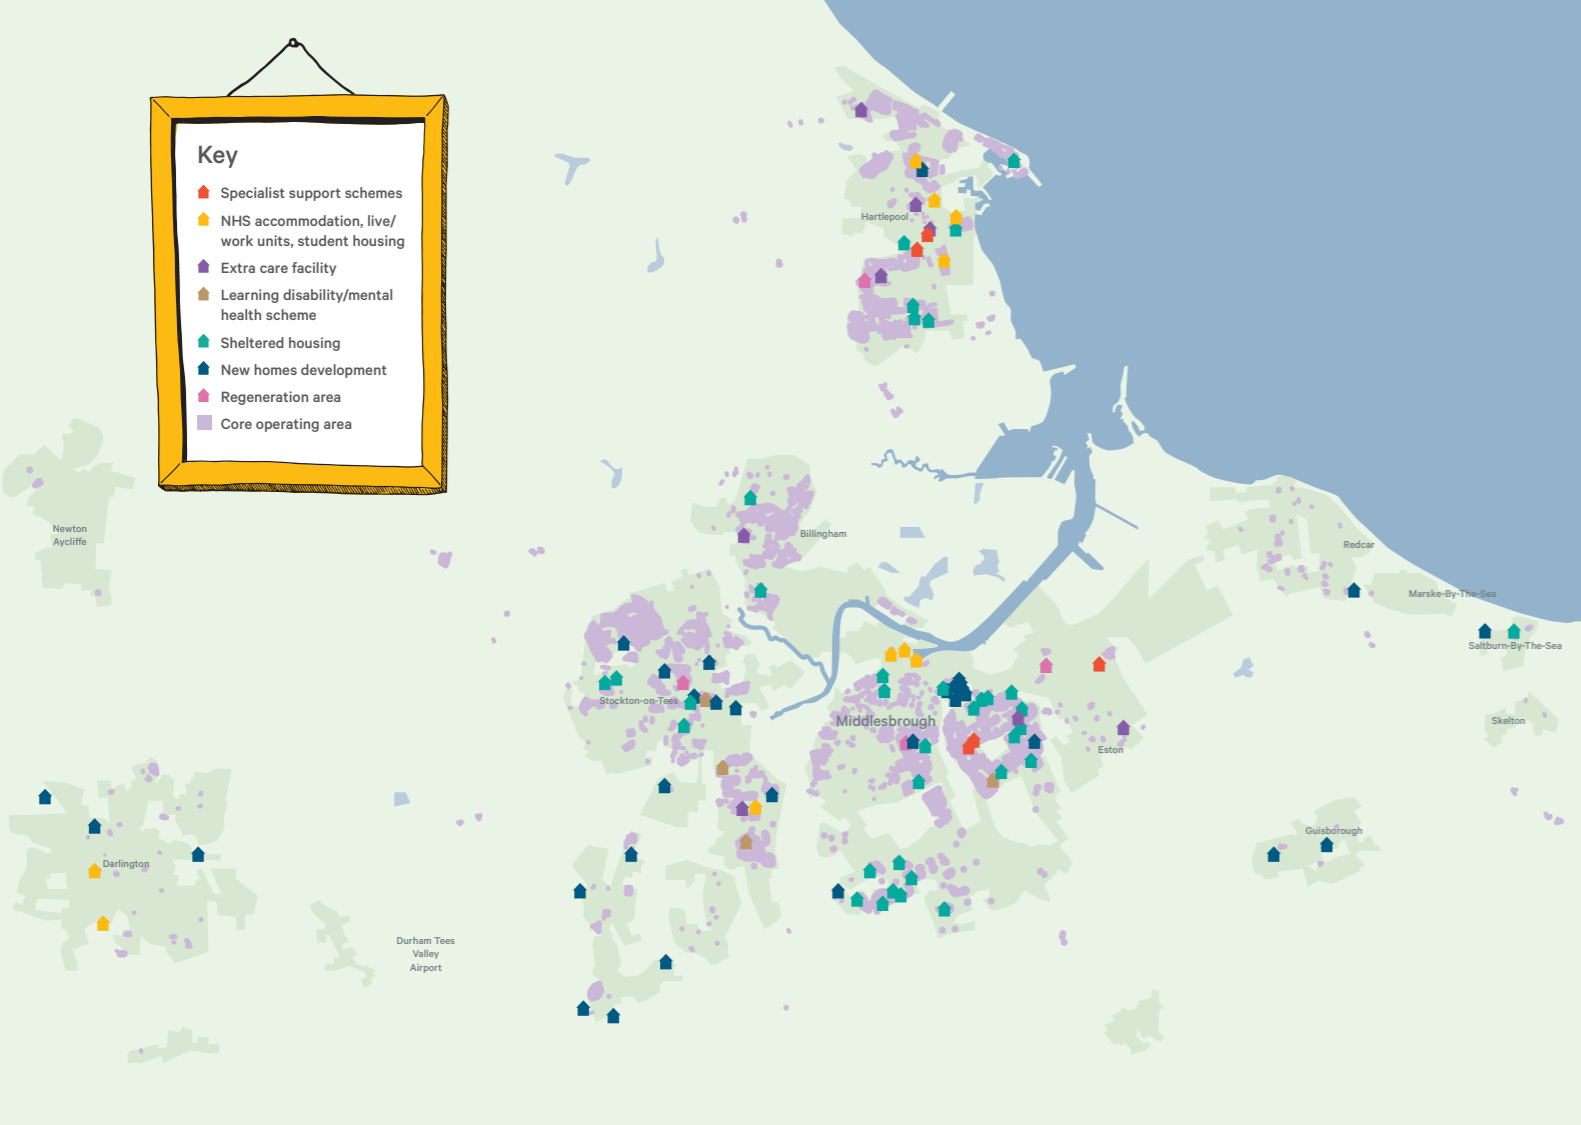 Key
Specialist support schemes
NHS accommodation, live/
work units, student housing
Extra care facility
Learning disability/mental
health scheme
Sheltered housing
New homes development
Regeneration area
Core operating area
Hartlepool
Newton
Aycliffe
Billingham
Redcar
Marske-By-The-Sea
Saltburn-By-The-Sea
Stockton-on-Tees
Middlesbrough
Skelton
Eston
Guisborough
Darlington
Durham Tees
Valley
Airport